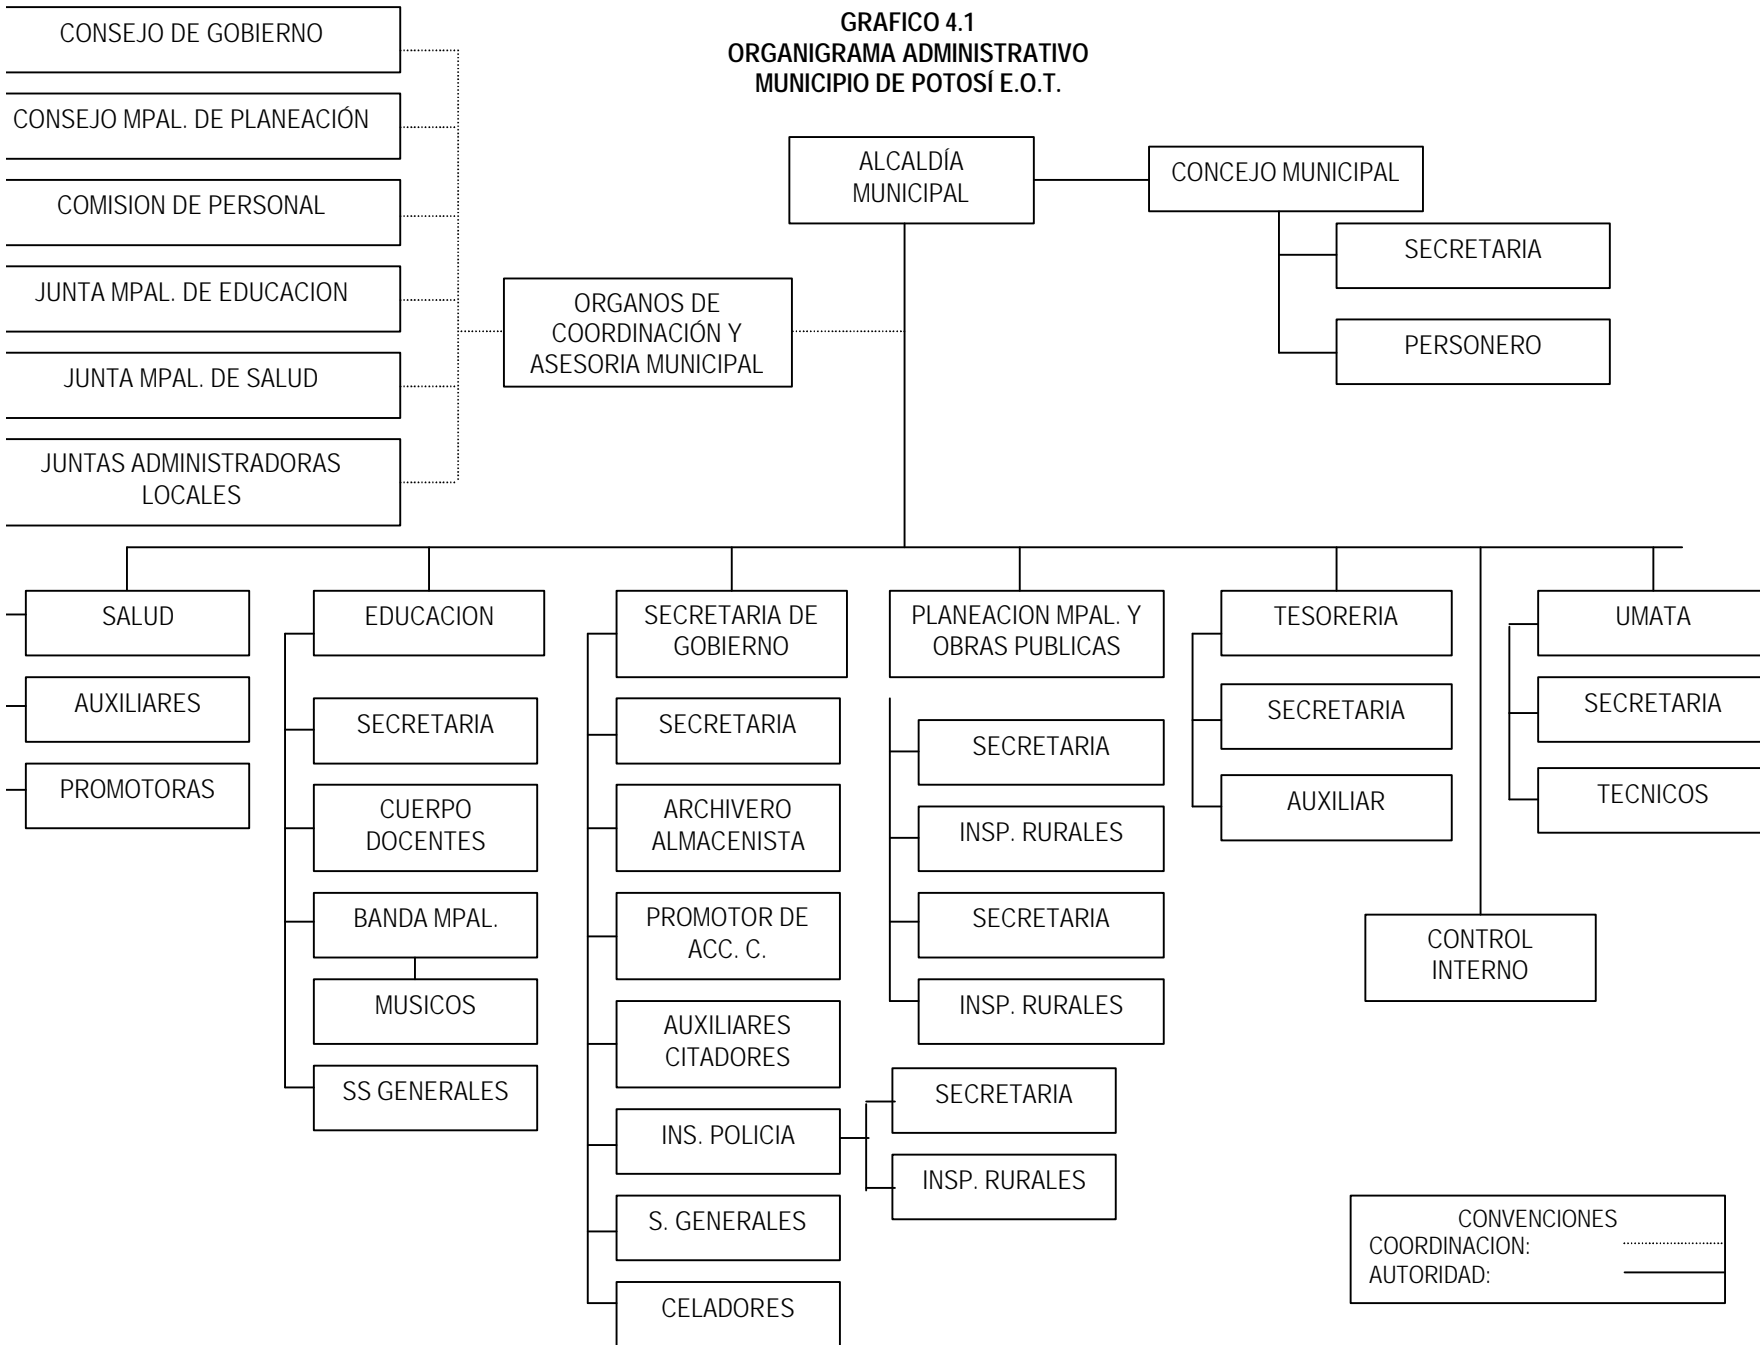 GRAFICO 4.1
ORGANIGRAMA ADMINISTRATIVO
MUNICIPIO DE POTOSÍ E.O.T.
CONSEJO DE GOBIERNO
CONSEJO MPAL. DE PLANEACIÓN
COMISION DE PERSONAL
JUNTA MPAL. DE EDUCACION
JUNTA MPAL. DE SALUD
JUNTAS ADMINISTRADORAS
LOCALES
ORGANOS DE
COORDINACIÓN Y
ASESORIA MUNICIPAL
ALCALDÍA
MUNICIPAL
CONCEJO MUNICIPAL
SECRETARIA
PERSONERO
SALUD
AUXILIARES
PROMOTORAS
EDUCACION
SECRETARIA
CUERPO
DOCENTES
BANDA MPAL.
MUSICOS
SS GENERALES
SECRETARIA DE
GOBIERNO
SECRETARIA
ARCHIVERO
ALMACENISTA
PROMOTOR DE
ACC. C.
AUXILIARES
CITADORES
INS. POLICIA
SECRETARIA
INSP. RURALES
S. GENERALES
CELADORES
PLANEACION MPAL. Y
OBRAS PUBLICAS
SECRETARIA
INSP. RURALES
SECRETARIA
INSP. RURALES
TESORERIA
SECRETARIA
AUXILIAR
CONTROL
INTERNO
UMATA
SECRETARIA
TECNICOS
CONVENCIONES
COORDINACION:
AUTORIDAD: